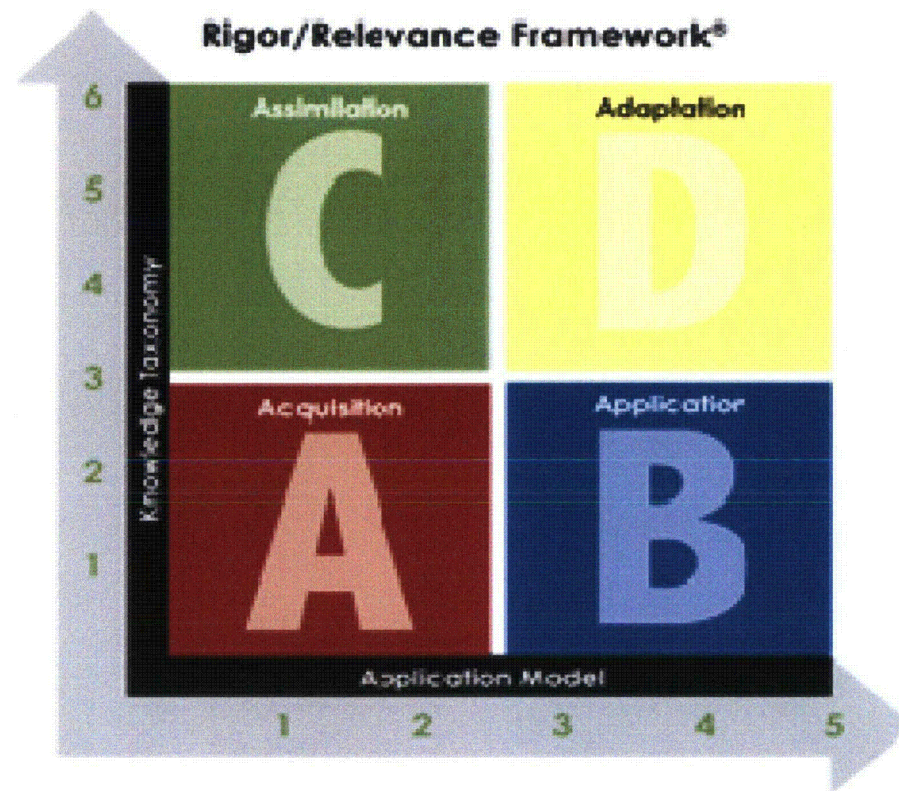 Rigor/Relevance Framework®
6
5
4
3
2
1
Knowledge Taxonomy
Assimilation
C
Adaptation
D
Acquisition
A
Application
B
Application Model
1 2 3 4 5